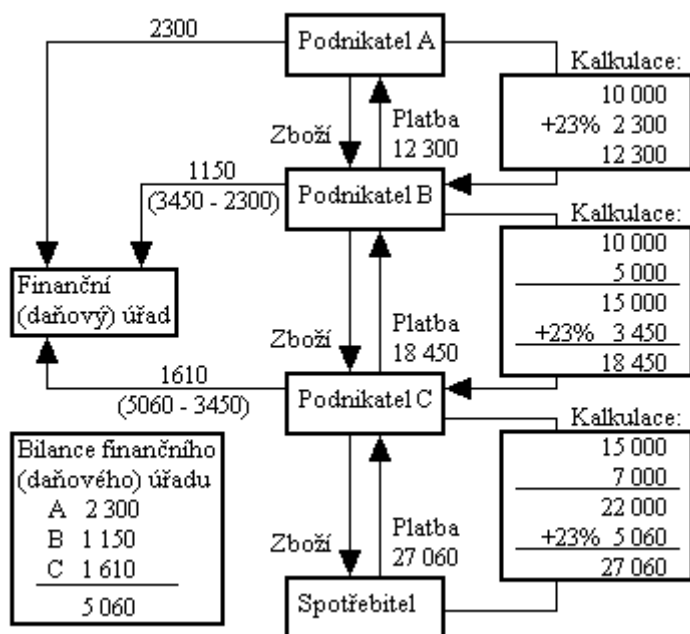 2300
Podnikatel A
Kalkulace:
10 000
+23% 2 300
12 300
Zboží
Platba
12 300
1150
(3450 - 2300)
Podnikatel B
Kalkulace:
10 000
5 000
15 000
+23% 3 450
18 450
Finanční
(daňový) úřad
Zboží
Platba
18 450
1610
(5060 - 3450)
Podnikatel C
Kalkulace:
15 000
7 000
22 000
+23% 5 060
27 060
Bilance finančního
(daňového) úřadu
A 2 300
B 1 150
C 1 610
5 060
Zboží
Platba
27 060
Spotřebitel